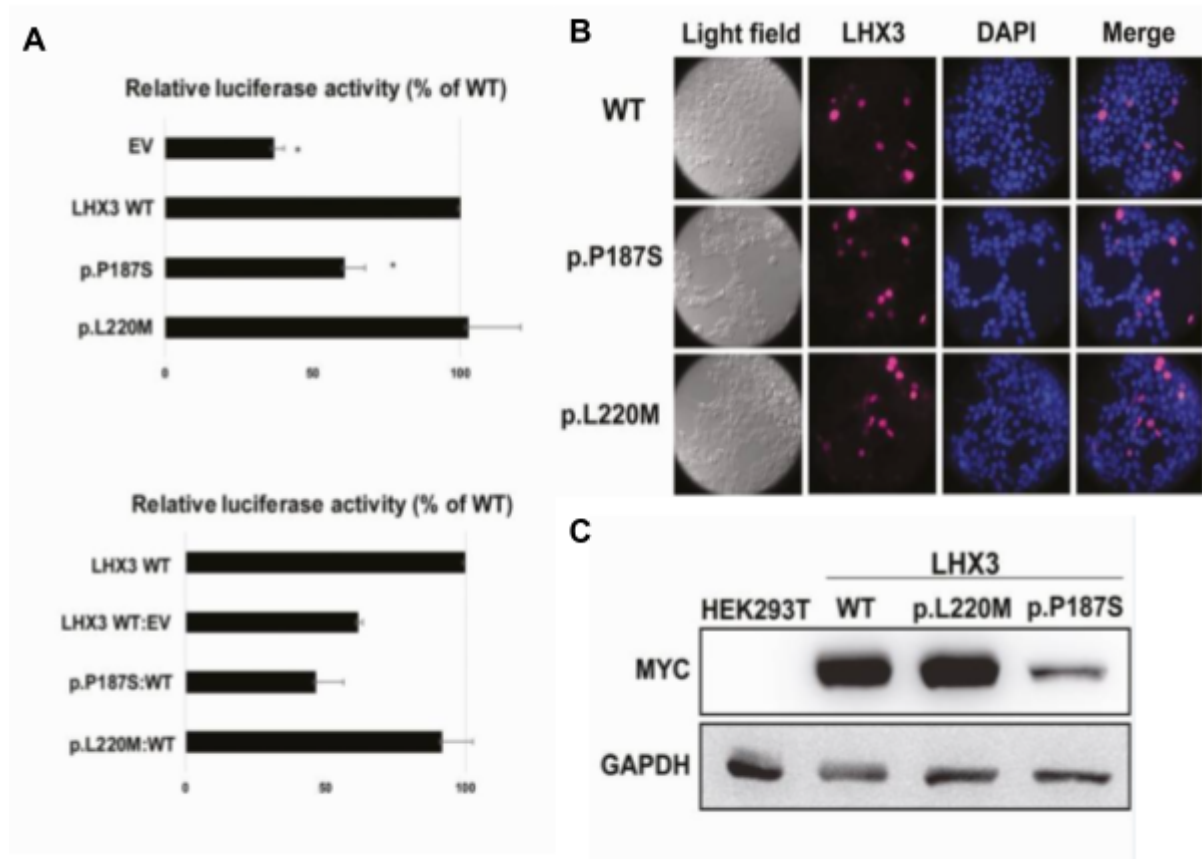 A
Relative luciferase activity (% of WT)
EV
*
LHX3 WT
p.P187S
*
p.L220M
0 50 100
Relative luciferase activity (% of WT)
LHX3 WT
LHX3 WT:EV
p.P187S:WT
p.L220M:WT
0 50 100
B
Light field LHX3 DAPI Merge
WT
p.P187S
p.L220M
C
LHX3
HEK293T WT p.L220M p.P187S
MYC
GAPDH